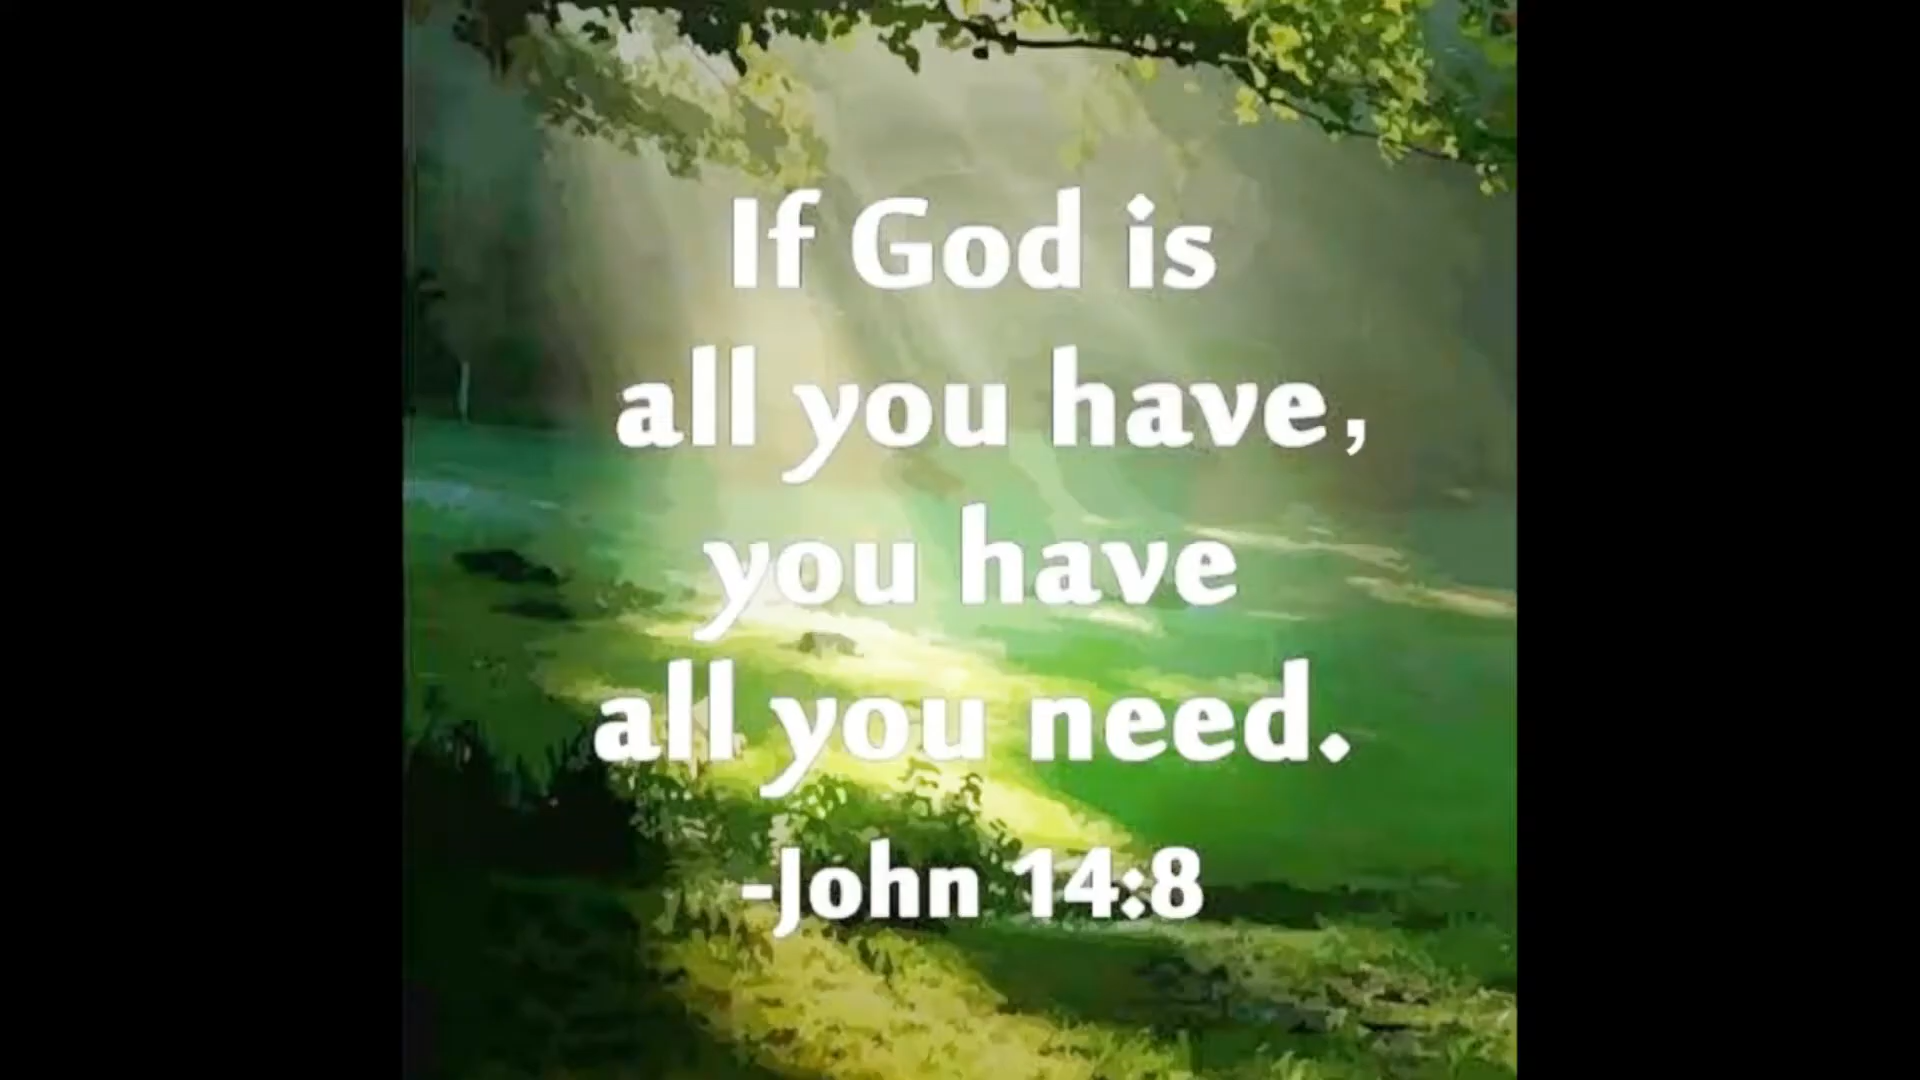 If God is
all you have,
you have
all you need.
-John 14:8